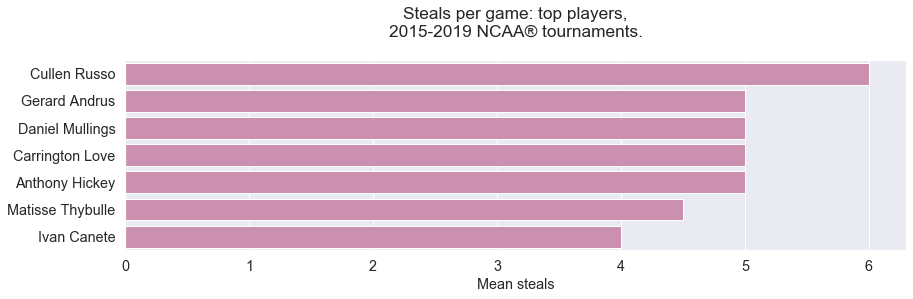 Steals per game: top players,
2015-2019 NCAA® tournaments.
Cullen Russo
Gerard Andrus
Daniel Mullings
Carrington Love
Anthony Hickey
Matisse Thybulle
Ivan Canete
0 1 2 3 4 5 6
Mean steals